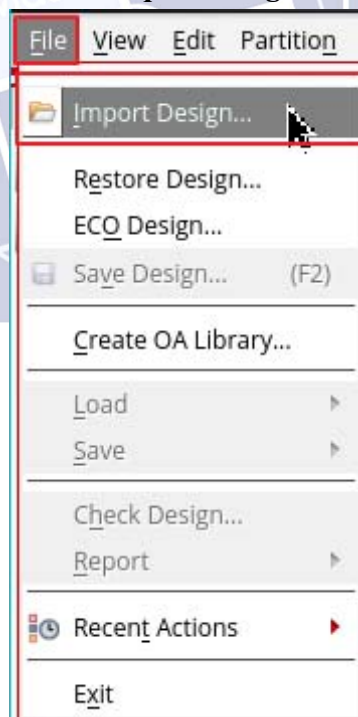 File View Edit Partition
Import Design...
Restore Design...
ECO Design...
Save Design... (F2)
Create OA Library...
Load
Save
Check Design...
Report
Recent Actions
Exit